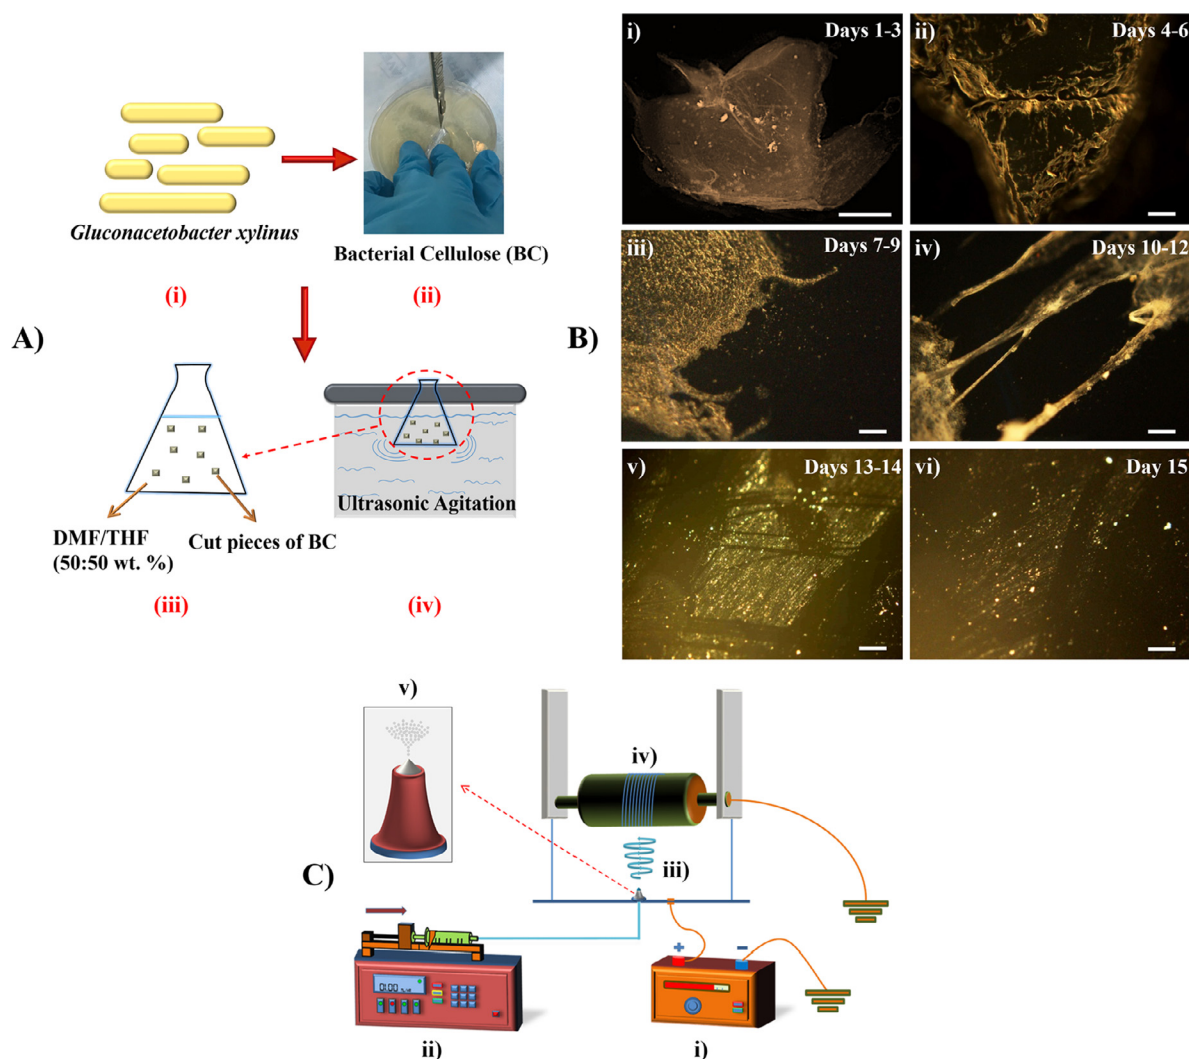 Gluconacetobacter xylinus
(i)
Bacterial Cellulose (BC)
(ii)
A)
DMF/THF
(50:50 wt. %)
Cut pieces of BC
(iii)
Ultrasonic Agitation
(iv)
B)
i)
Days 1-3
ii)
Days 4-6
iii)
Days 7-9
iv)
Days 10-12
v)
Days 13-14
vi)
Day 15
C)
v)
iv)
iii)
+
−
01.00
ii)
i)